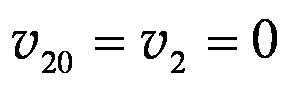 v₂₀ = v₂ = 0